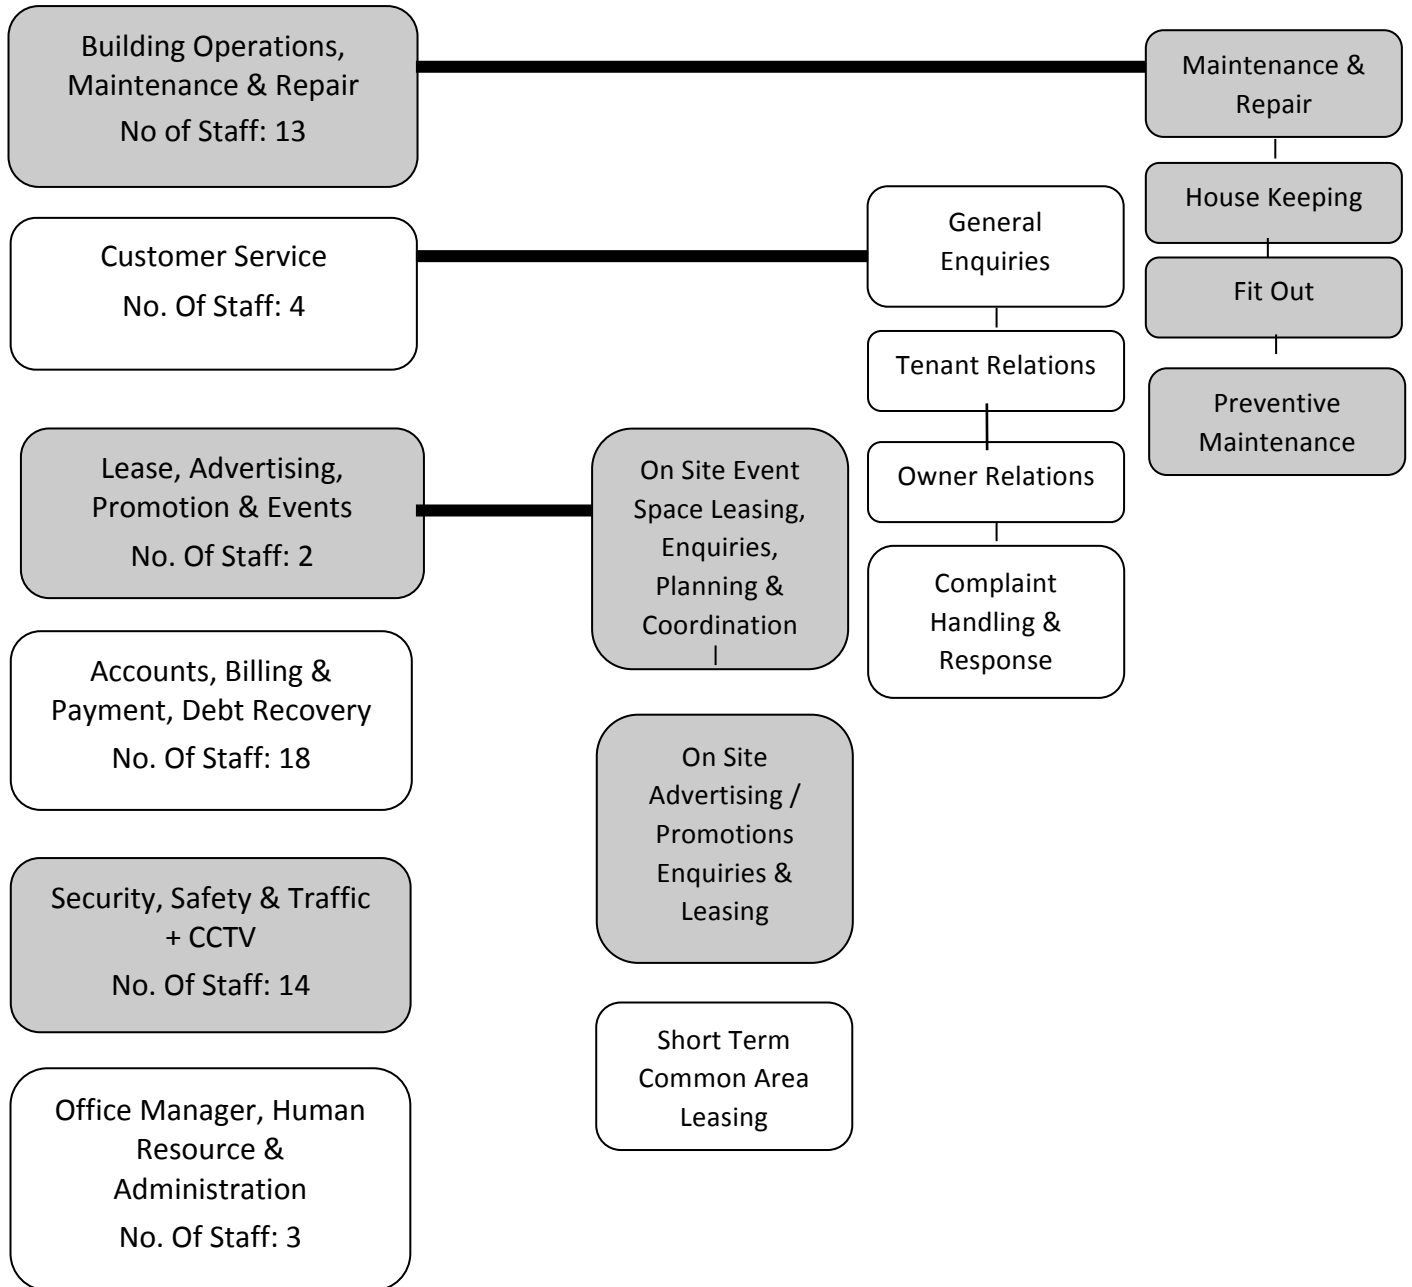 Building Operations,
Maintenance & Repair
No of Staff: 13
Customer Service
No. Of Staff: 4
Lease, Advertising,
Promotion & Events
No. Of Staff: 2
Accounts, Billing &
Payment, Debt Recovery
No. Of Staff: 18
Security, Safety & Traffic
+ CCTV
No. Of Staff: 14
Office Manager, Human
Resource &
Administration
No. Of Staff: 3
On Site Event
Space Leasing,
Enquiries,
Planning &
Coordination
On Site
Advertising /
Promotions
Enquiries &
Leasing
Short Term
Common Area
Leasing
General
Enquiries
Tenant Relations
Owner Relations
Complaint
Handling &
Response
Maintenance &
Repair
House Keeping
Fit Out
Preventive
Maintenance